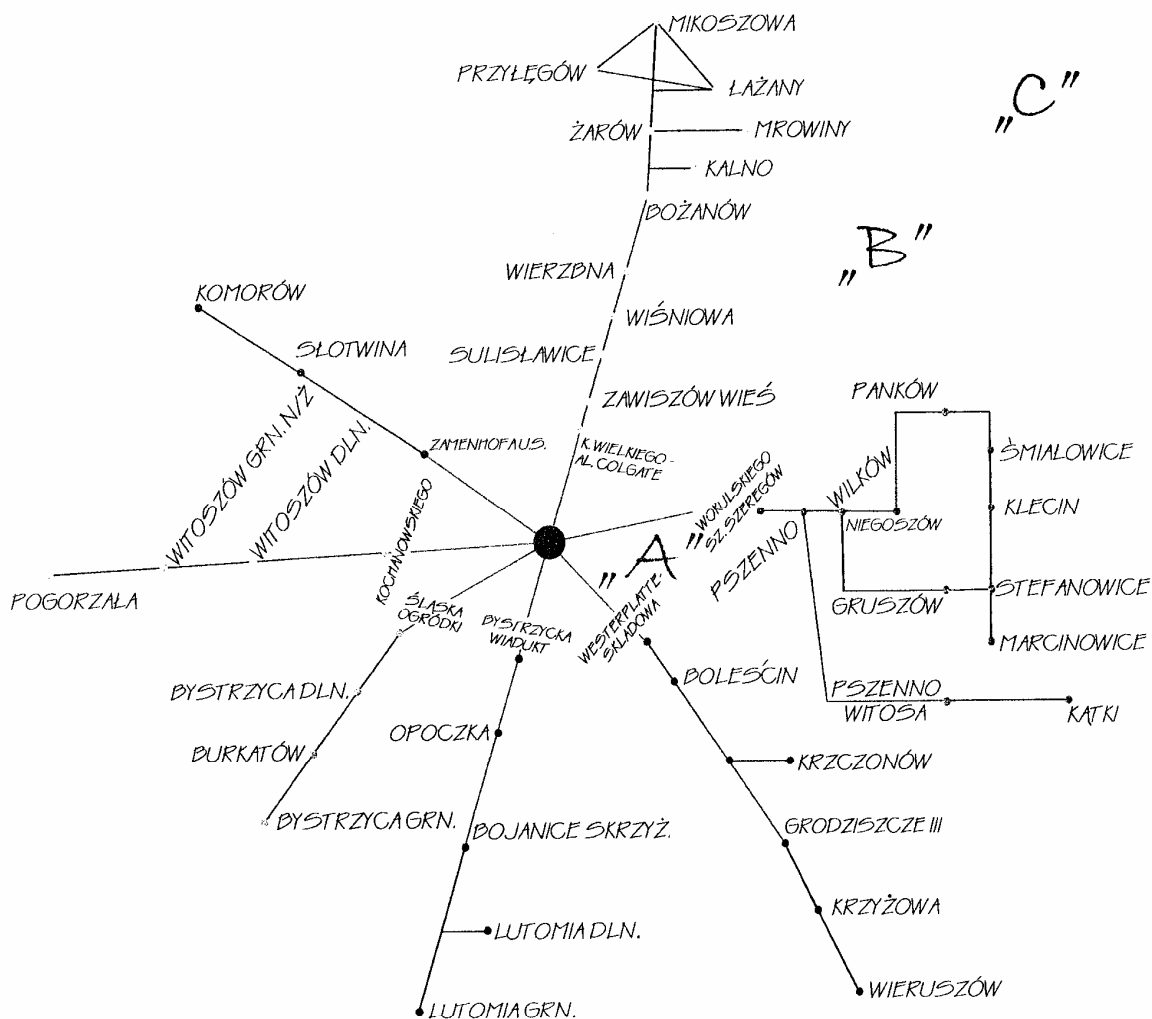 MIKOSZOWA
PRZYŁĘGÓW
ŁAŻANY
„C”
ŻARÓW
MROWINY
KALNO
BOŻANÓW
„B”
WIERZBNA
KOMORÓW
WIŚNIOWA
SŁOTWINA
SULISŁAWICE
ZAWISZÓW WIEŚ
PANKÓW
WITOSZÓW GRN. N/Ż
WITOSZÓW DLN.
ZAMENHOFA US.
K. WIELKIEGO -
AL. COLGATE
ŚMIAŁOWICE
WOKULSKIEGO
SZ. SZEREGÓW
WILKÓW
KLECIN
NIEGOSZÓW
KOCHANOWSKIEGO
„A”
PSZENNO
STEFANOWICE
GRUSZÓW
POGORZAŁA
ŚLĄSKA
OGRÓDKI
BYSTRZYCKA
WIADUKT
WESTERPLATTE-
SKŁADOWA
MARCINOWICE
BOLEŚCIN
PSZENNO
WITOSA
KĄTKI
BYSTRZYCA DLN.
OPOCZKA
BURKATÓW
KRZCZONÓW
BYSTRZYCA GRN.
BOJANICE SKRZYŻ.
GRODZISZCZE III
KRZYŻOWA
LUTOMIA DLN.
WIERUSZÓW
LUTOMIA GRN.